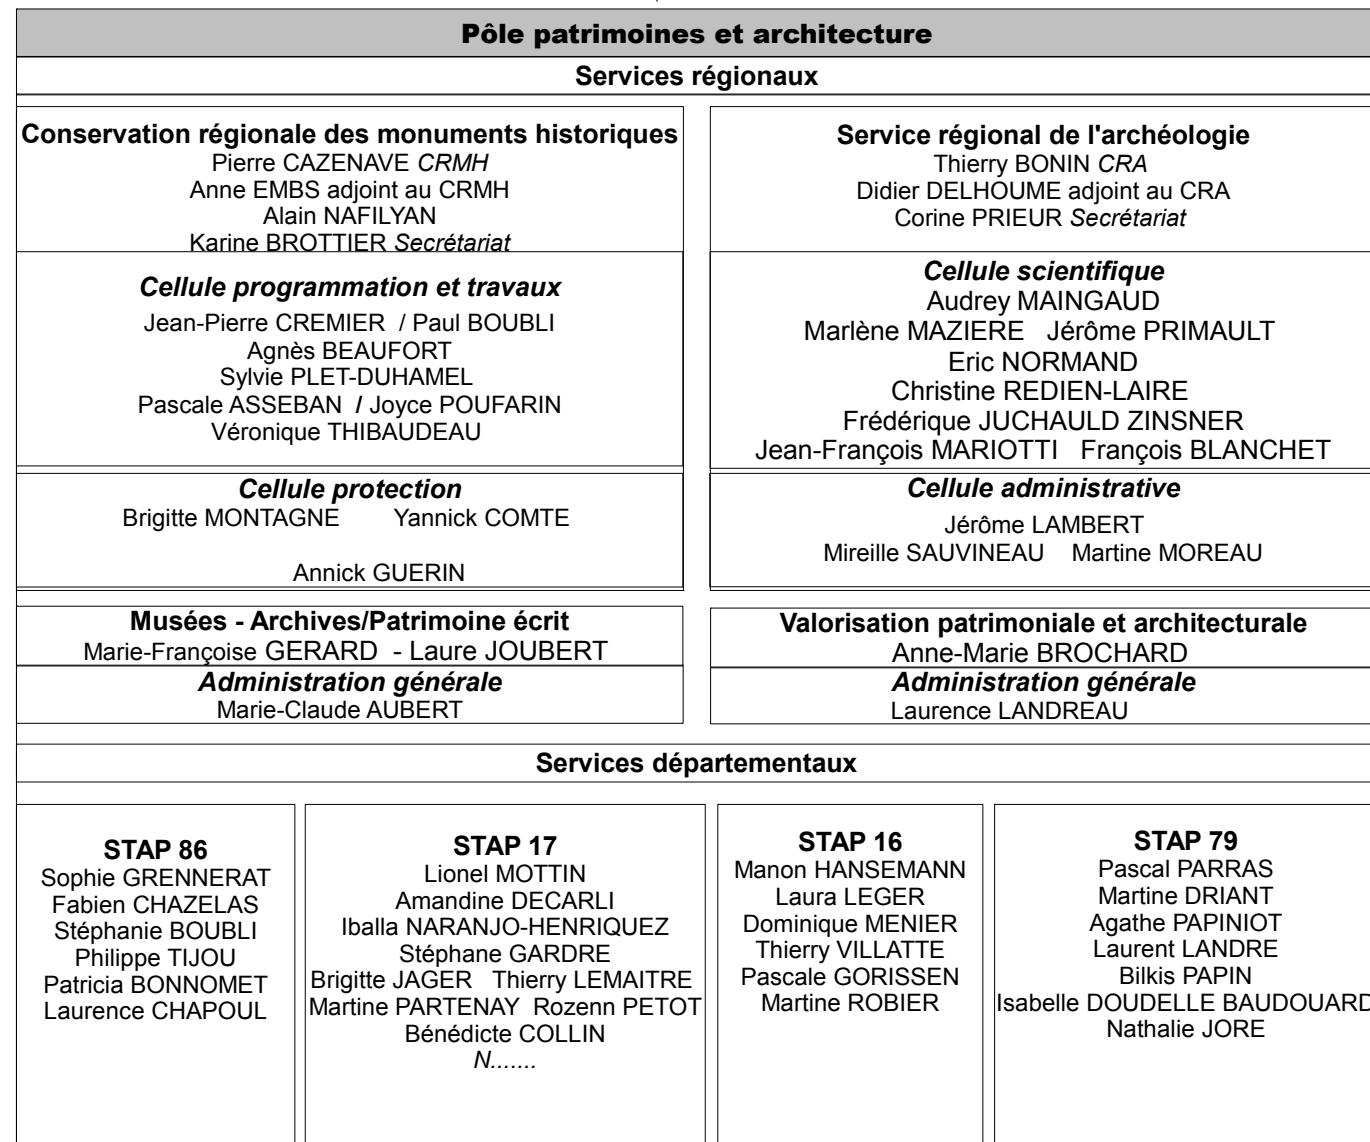 Pôle patrimoines et architecture
Services régionaux
Conservation régionale des monuments historiques
Pierre CAZENAVE CRMH
Anne EMBS adjoint au CRMH
Alain NAFILYAN
Karine BROTTIER Secrétariat
Cellule programmation et travaux
Jean-Pierre CREMIER / Paul BOUBLI
Agnès BEAUFORT
Sylvie PLET-DUHAMEL
Pascale ASSEBAN / Joyce POUFARIN
Véronique THIBAUDEAU
Cellule protection
Brigitte MONTAGNE Yannick COMTE
Annick GUERIN
Service régional de l'archéologie
Thierry BONIN CRA
Didier DELHOUME adjoint au CRA
Corine PRIEUR Secrétariat
Cellule scientifique
Audrey MAINGAUD
Marlène MAZIERE Jérôme PRIMAULT
Eric NORMAND
Christine REDIEN-LAIRE
Frédérique JUCHAULD ZINSNER
Jean-François MARIOTTI François BLANCHET
Cellule administrative
Jérôme LAMBERT
Mireille SAUVINEAU Martine MOREAU
Musées - Archives/Patrimoine écrit
Marie-Françoise GERARD - Laure JOUBERT
Administration générale
Marie-Claude AUBERT
Valorisation patrimoniale et architecturale
Anne-Marie BROCHARD
Administration générale
Laurence LANDREAU
Services départementaux
STAP 86
Sophie GRENNERAT
Fabien CHAZELAS
Stéphanie BOUBLI
Philippe TIJOU
Patricia BONNOMET
Laurence CHAPOUL
STAP 17
Lionel MOTTIN
Amandine DECARLI
Iballa NARANJO-HENRIQUEZ
Stéphane GARDRE
Brigitte JAGER Thierry LEMAITRE
Martine PARTENAY Rozenn PETOT
Bénédicte COLLIN
N.......
STAP 16
Manon HANSEMANN
Laura LEGER
Dominique MENIER
Thierry VILLATTE
Pascale GORISSEN
Martine ROBIER
STAP 79
Pascal PARRAS
Martine DRIANT
Agathe PAPINIOT
Laurent LANDRE
Bilkis PAPIN
Isabelle DOUDELLE BAUDOUARD
Nathalie JORE